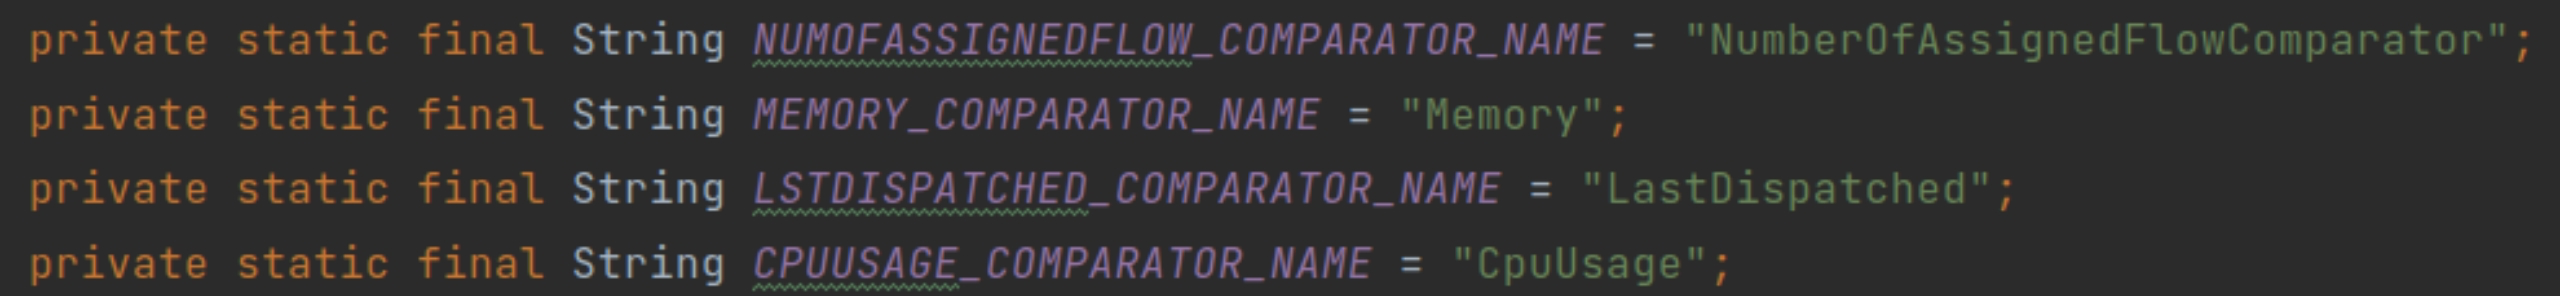 private static final String NUMOFASSIGNEDFLOW_COMPARATOR_NAME = "NumberOfAssignedFlowComparator";
private static final String MEMORY_COMPARATOR_NAME = "Memory";
private static final String LSTDISPATCHED_COMPARATOR_NAME = "LastDispatched";
private static final String CPUUSAGE_COMPARATOR_NAME = "CpuUsage";